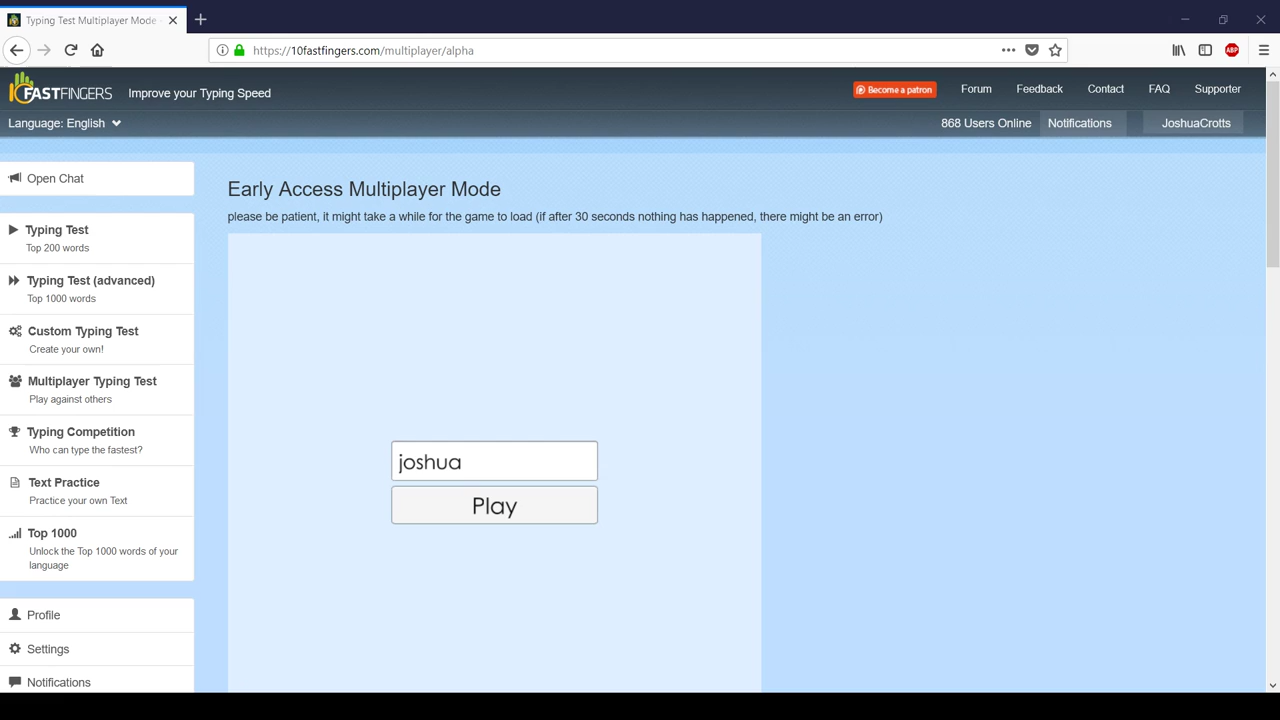 Typing Test Multiplayer Mode
https://10fastfingers.com/multiplayer/alpha
ABP
10FASTFINGERS Improve your Typing Speed
Become a patron Forum Feedback Contact FAQ Supporter
Language: English
868 Users Online Notifications JoshuaCrotts
Open Chat
Typing Test
Top 200 words
Typing Test (advanced)
Top 1000 words
Custom Typing Test
Create your own!
Multiplayer Typing Test
Play against others
Typing Competition
Who can type the fastest?
Text Practice
Practice your own Text
Top 1000
Unlock the Top 1000 words of your
language
Profile
Settings
Notifications
Early Access Multiplayer Mode
please be patient, it might take a while for the game to load (if after 30 seconds nothing has happened, there might be an error)
joshua
Play